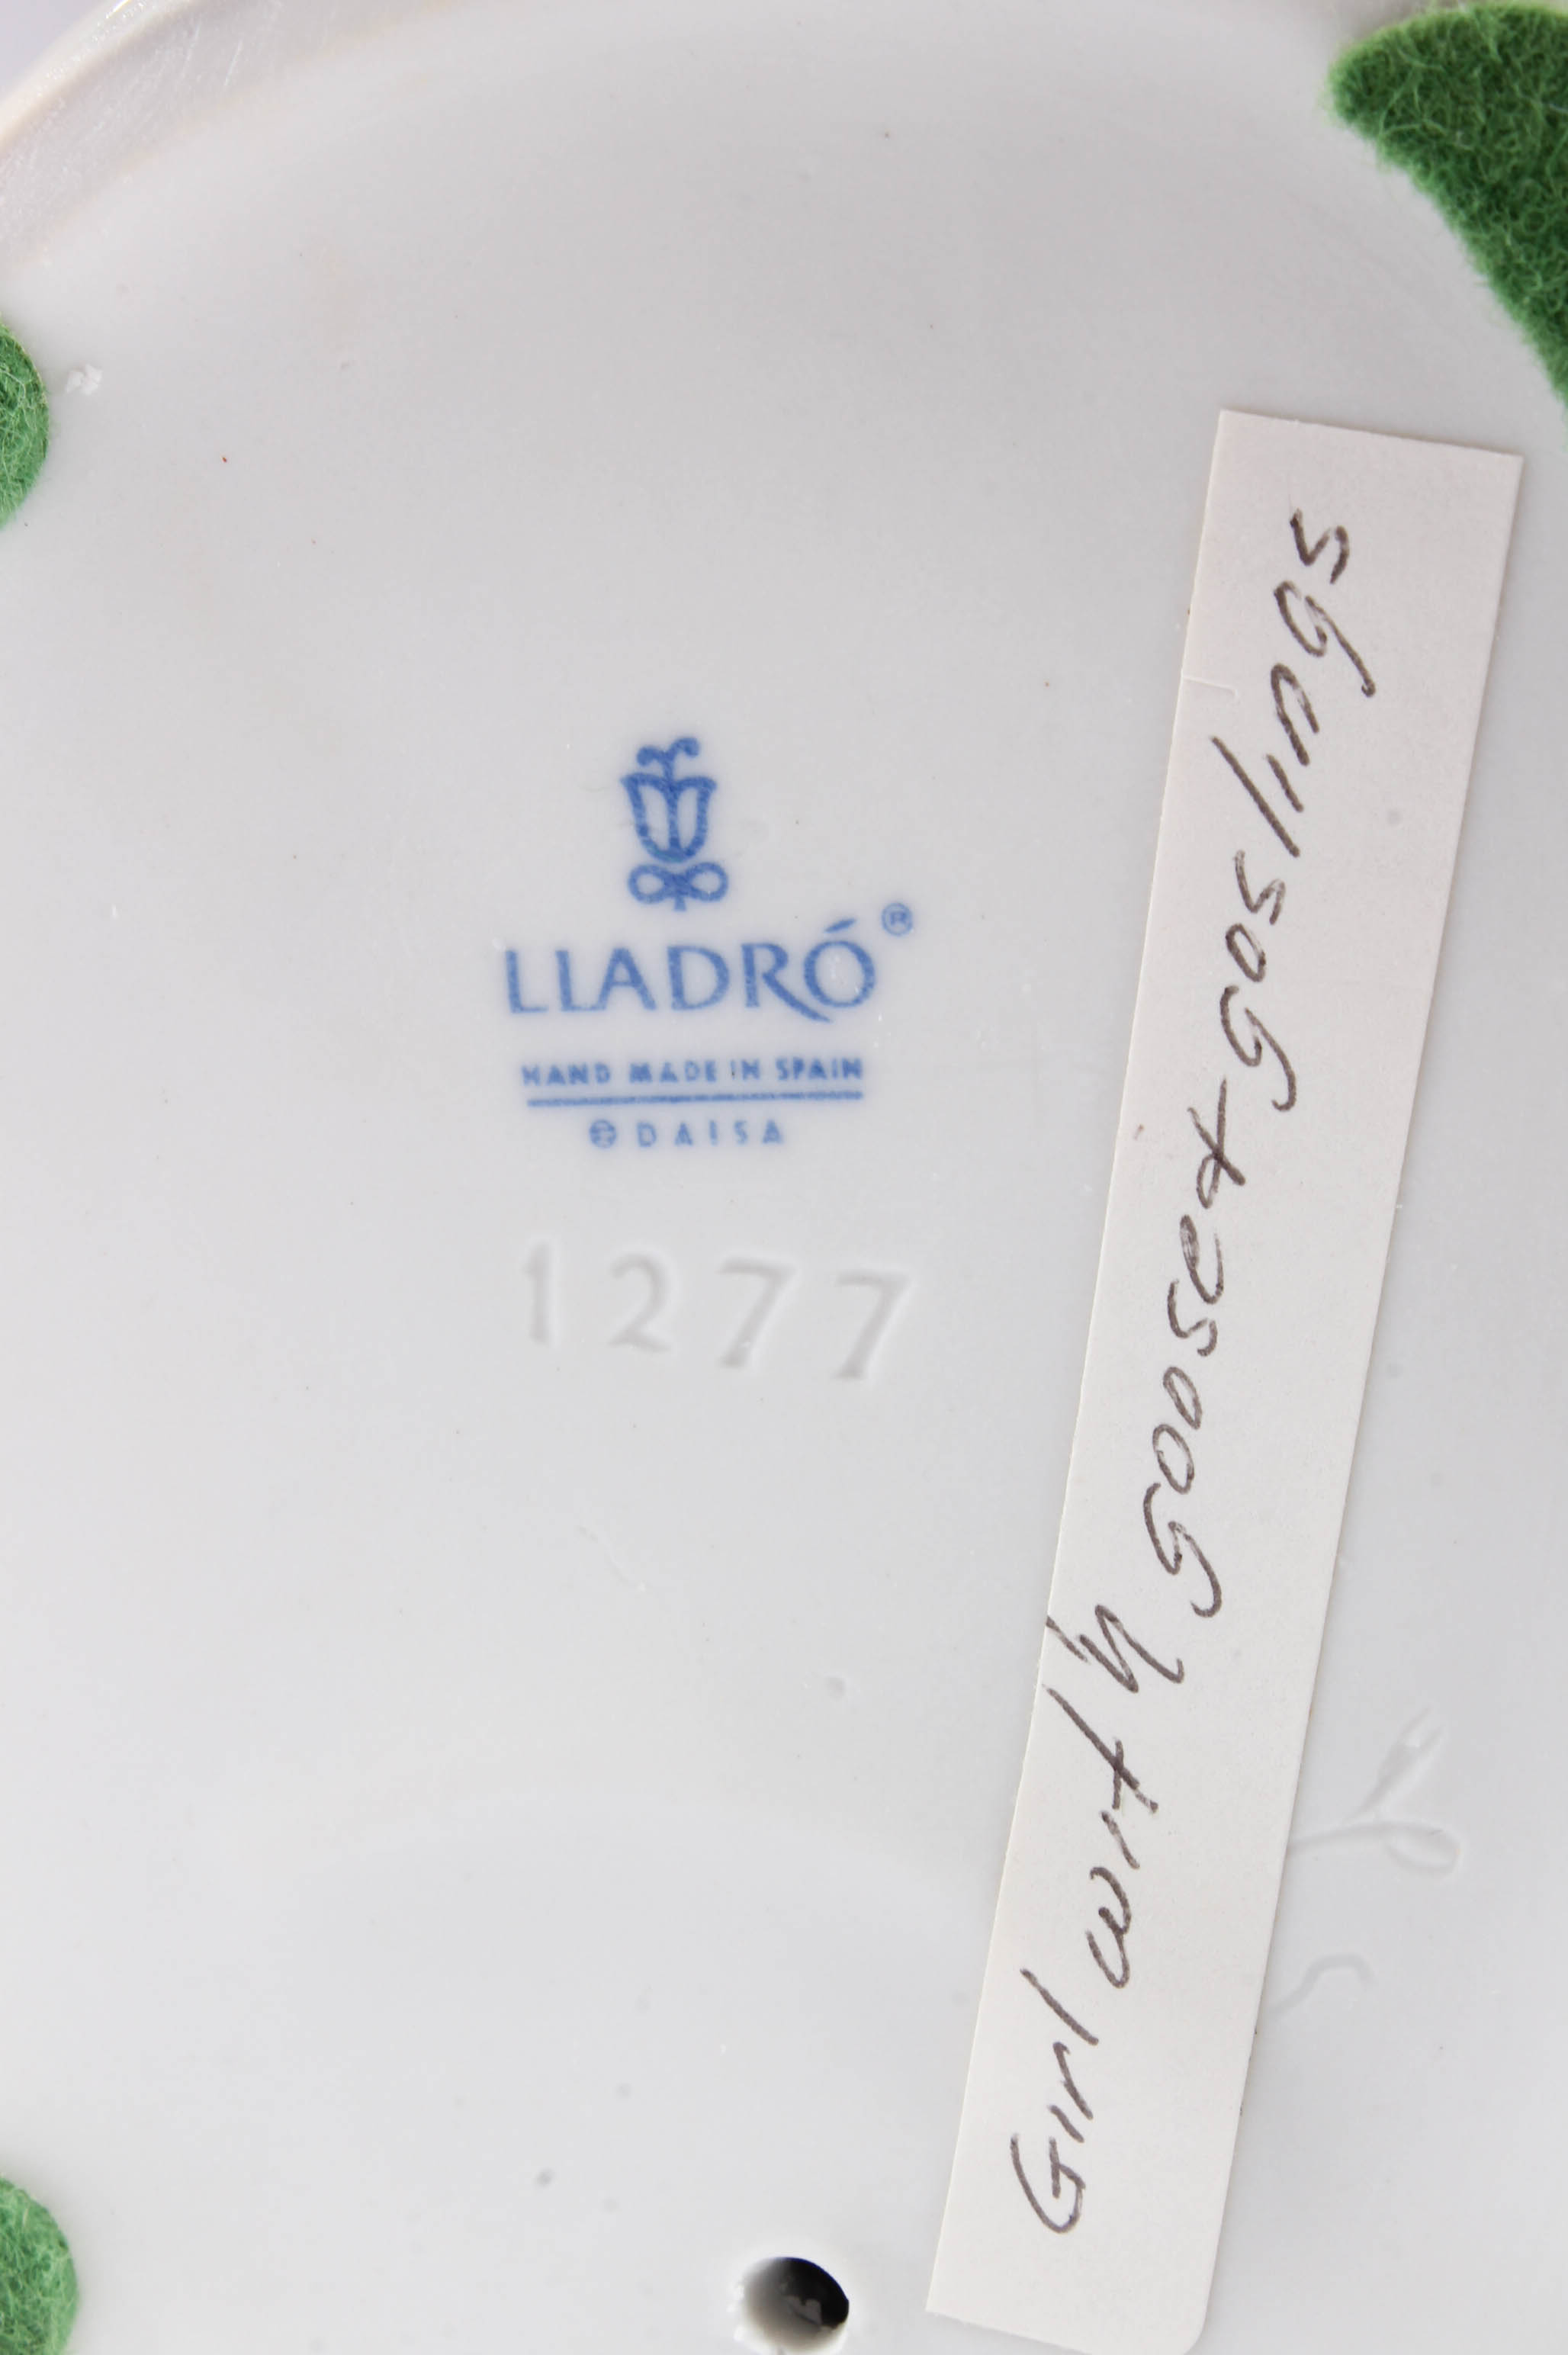 LLADRÓ®
HAND MADE IN SPAIN
© DAISA
1277
Girl with goose + goslings